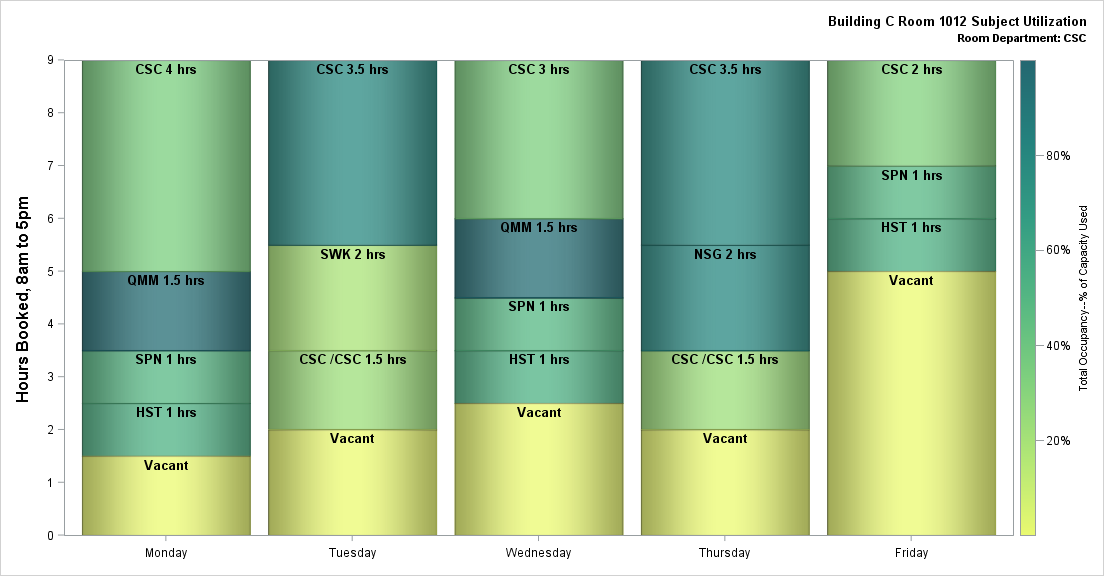 Building C Room 1012 Subject Utilization
Room Department: CSC
Hours Booked, 8am to 5pm
9
8
7
6
5
4
3
2
1
0
CSC 4 hrs
QMM 1.5 hrs
SPN 1 hrs
HST 1 hrs
Vacant
CSC 3.5 hrs
SWK 2 hrs
CSC /CSC 1.5 hrs
Vacant
CSC 3 hrs
QMM 1.5 hrs
SPN 1 hrs
HST 1 hrs
Vacant
CSC 3.5 hrs
NSG 2 hrs
CSC /CSC 1.5 hrs
Vacant
CSC 2 hrs
SPN 1 hrs
HST 1 hrs
Vacant
Monday
Tuesday
Wednesday
Thursday
Friday
80%
60%
40%
20%
Total Occupancy--% of Capacity Used